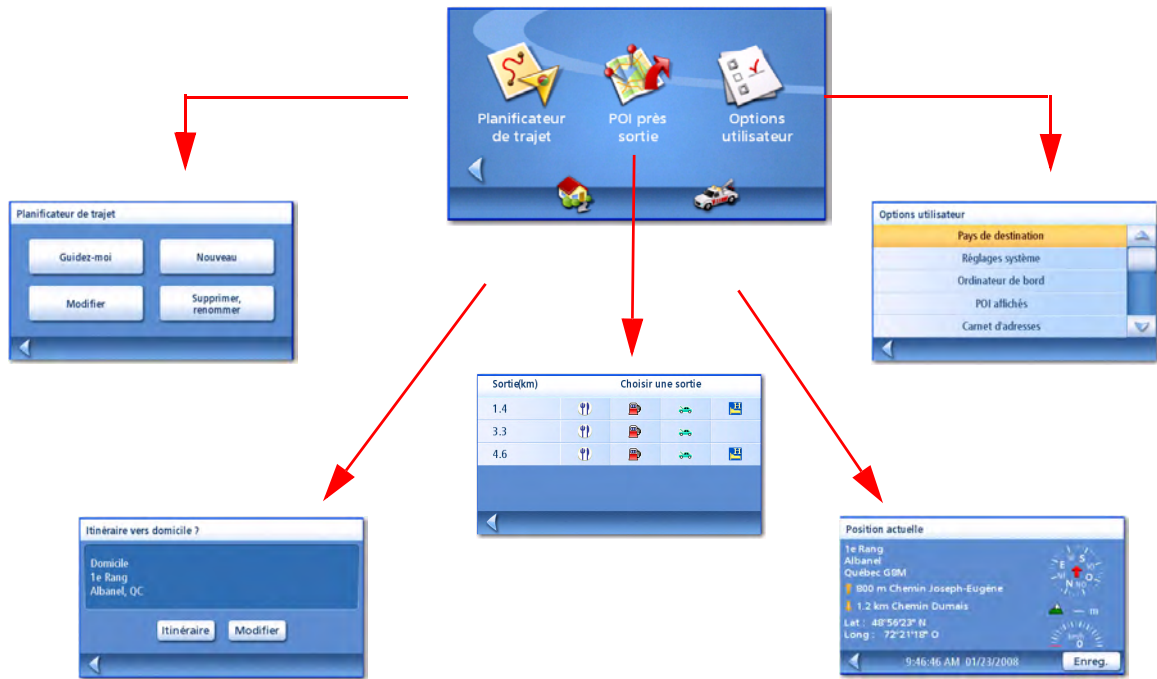 Planificateur
de trajet
POI près
sortie
Options
utilisateur
Planificateur de trajet
Guidez-moi
Nouveau
Modifier
Supprimer,
renommer
Options utilisateur
Pays de destination
Réglages système
Ordinateur de bord
POI affichés
Carnet d'adresses
Sortie(km)
Choisir une sortie
1.4
3.3
4.6
Itinéraire vers domicile ?
Domicile
1e Rang
Albanel, QC
Itinéraire
Modifier
Position actuelle
1e Rang
Albanel
Québec G8M
800 m Chemin Joseph-Eugène
1.2 km Chemin Dumais
Lat : 48°56'23" N
Long : 72°21'18" O
S
E
O
N
NO
— m
km/h
0
9:46:46 AM 01/23/2008
Enreg.